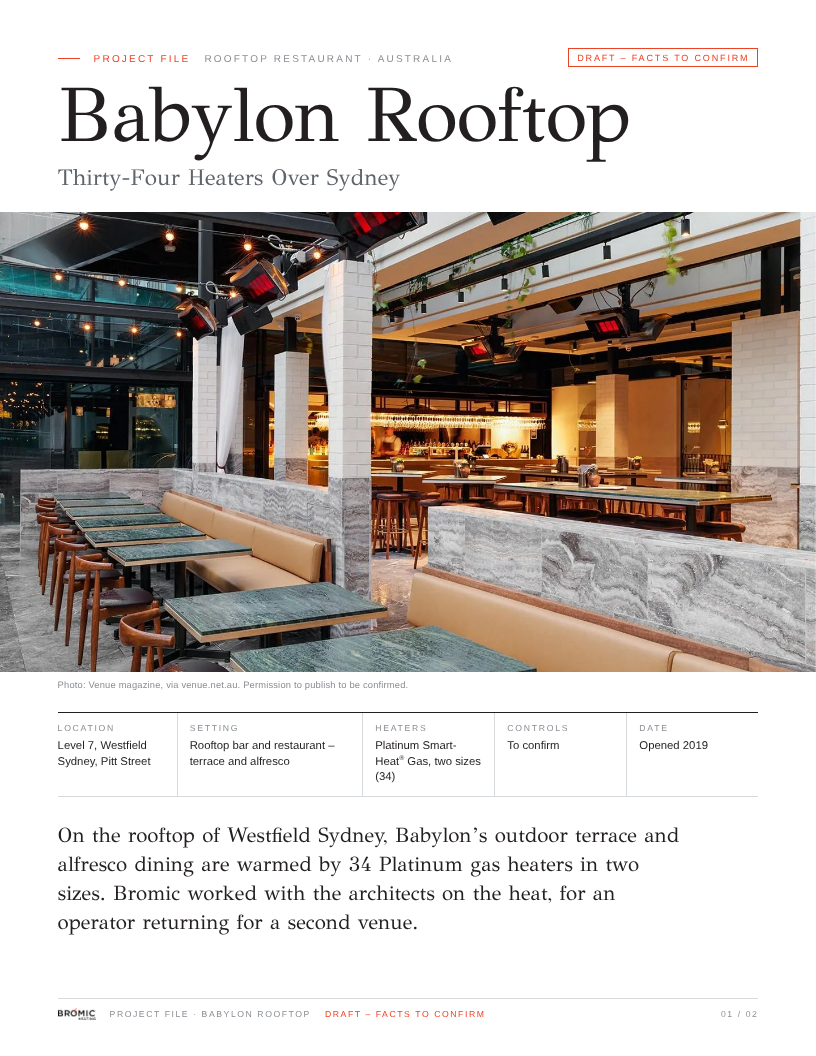 PROJECT FILE ROOFTOP RESTAURANT · AUSTRALIA
DRAFT – FACTS TO CONFIRM
Babylon Rooftop
Thirty-Four Heaters Over Sydney
Photo: Venue magazine, via venue.net.au. Permission to publish to be confirmed.
LOCATION
Level 7, Westfield
Sydney, Pitt Street
SETTING
Rooftop bar and restaurant –
terrace and alfresco
HEATERS
Platinum Smart-
Heat® Gas, two sizes
(34)
CONTROLS
To confirm
DATE
Opened 2019
On the rooftop of Westfield Sydney, Babylon's outdoor terrace and
alfresco dining are warmed by 34 Platinum gas heaters in two
sizes. Bromic worked with the architects on the heat, for an
operator returning for a second venue.
BROMIC
HEATING
PROJECT FILE · BABYLON ROOFTOP DRAFT – FACTS TO CONFIRM
01 / 02